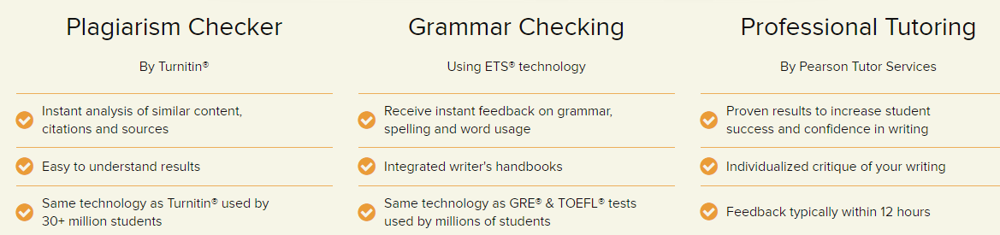 Plagiarism Checker
By Turnitin®
Instant analysis of similar content,
citations and sources
Easy to understand results
Same technology as Turnitin® used by
30+ million students
Grammar Checking
Using ETS® technology
Receive instant feedback on grammar,
spelling and word usage
Integrated writer's handbooks
Same technology as GRE® & TOEFL® tests
used by millions of students
Professional Tutoring
By Pearson Tutor Services
Proven results to increase student
success and confidence in writing
Individualized critique of your writing
Feedback typically within 12 hours